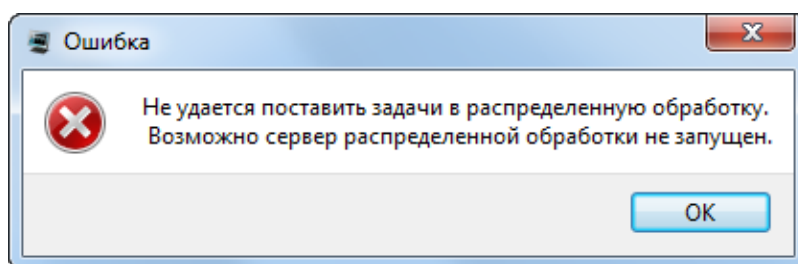 Ошибка
Не удается поставить задачи в распределенную обработку.
Возможно сервер распределенной обработки не запущен.
OK